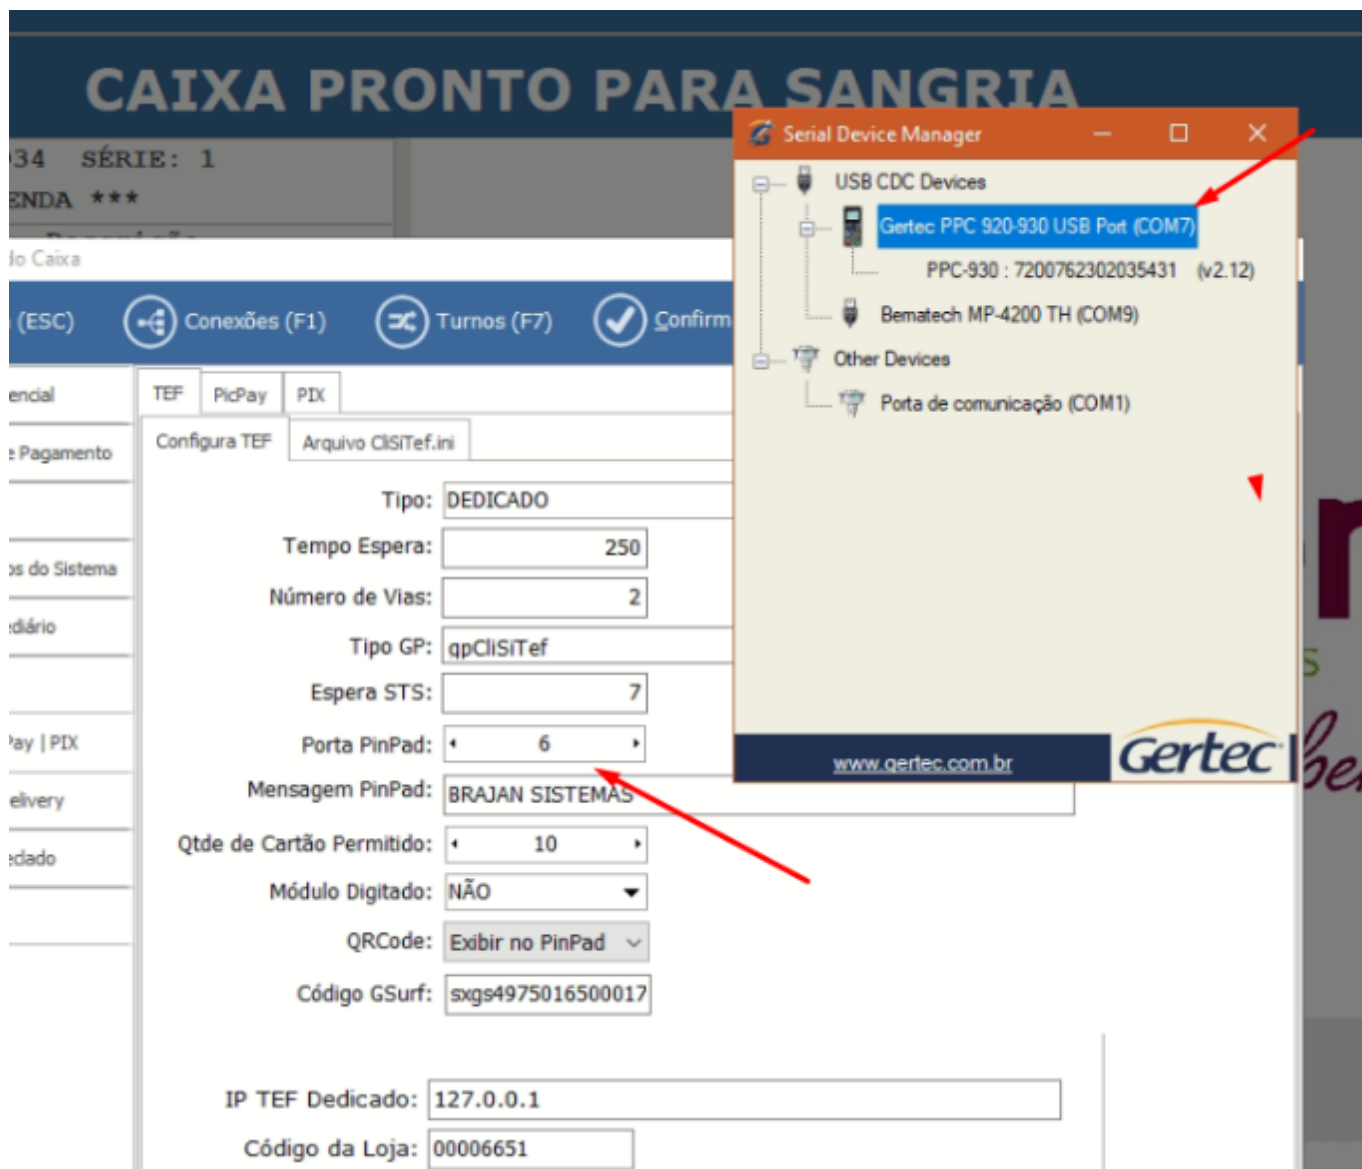 CAIXA PRONTO PARA SANGRIA
034 SÉRIE: 1
ENDA ***
do Caixa
(ESC)
Conexões (F1)
Turnos (F7)
Confirm
encial
e Pagamento
os do Sistema
ediário
Pay | PIX
elivery
eclado
TEF
PicPay
PIX
Configura TEF
Arquivo CliSiTef.ini
Tipo: DEDICADO
Tempo Espera: 250
Número de Vias: 2
Tipo GP: gpCliSiTef
Espera STS: 7
Porta PinPad: 6
Mensagem PinPad: BRAJAN SISTEMAS
Qtde de Cartão Permitido: 10
Módulo Digitado: NÃO
QRCode: Exibir no PinPad
Código GSurf: sxgs4975016500017
IP TEF Dedicado: 127.0.0.1
Código da Loja: 00006651
Serial Device Manager
USB CDC Devices
Gertec PPC 920-930 USB Port (COM7)
PPC-930 : 7200762302035431 (v2.12)
Bematech MP-4200 TH (COM9)
Other Devices
Porta de comunicação (COM1)
www.gertec.com.br
Gertec